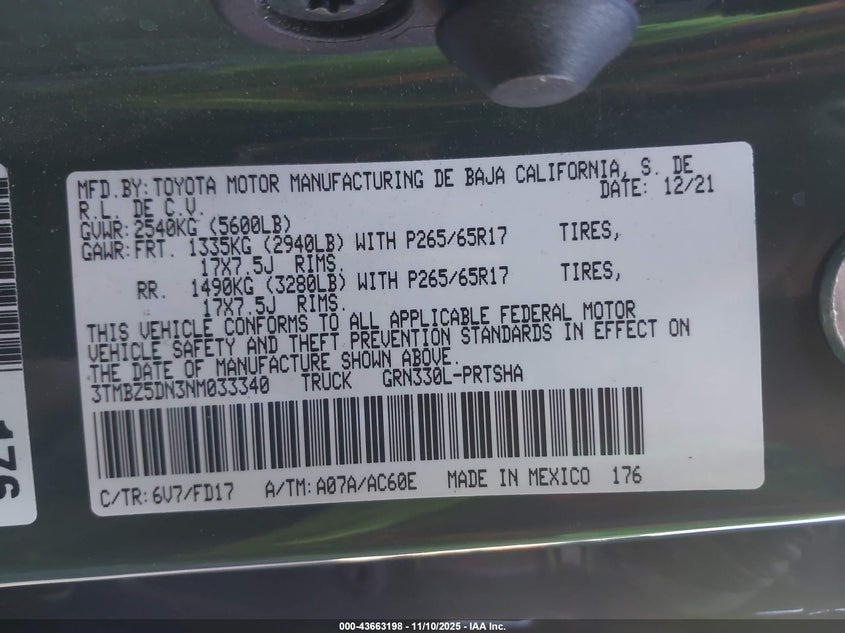 MFD.BY:TOYOTA MOTOR MANUFACTURING DE BAJA CALIFORNIA, S. DE
R.L. DE C.V. DATE: 12/21
GVWR:2540KG (5600LB)
GAWR:FRT. 1335KG (2940LB) WITH P265/65R17 TIRES,
17X7.5J RIMS.
RR. 1490KG (3280LB) WITH P265/65R17 TIRES,
17X7.5J RIMS.
THIS VEHICLE CONFORMS TO ALL APPLICABLE FEDERAL MOTOR
VEHICLE SAFETY AND THEFT PREVENTION STANDARDS IN EFFECT ON
THE DATE OF MANUFACTURE SHOWN ABOVE.
3TMBZ5DN3NM033340 TRUCK GRN330L-PRTSHA
C/TR:6V7/FD17 A/TM:A07A/AC60E MADE IN MEXICO 176
176
000-43663198 - 11/10/2025 - IAA Inc.